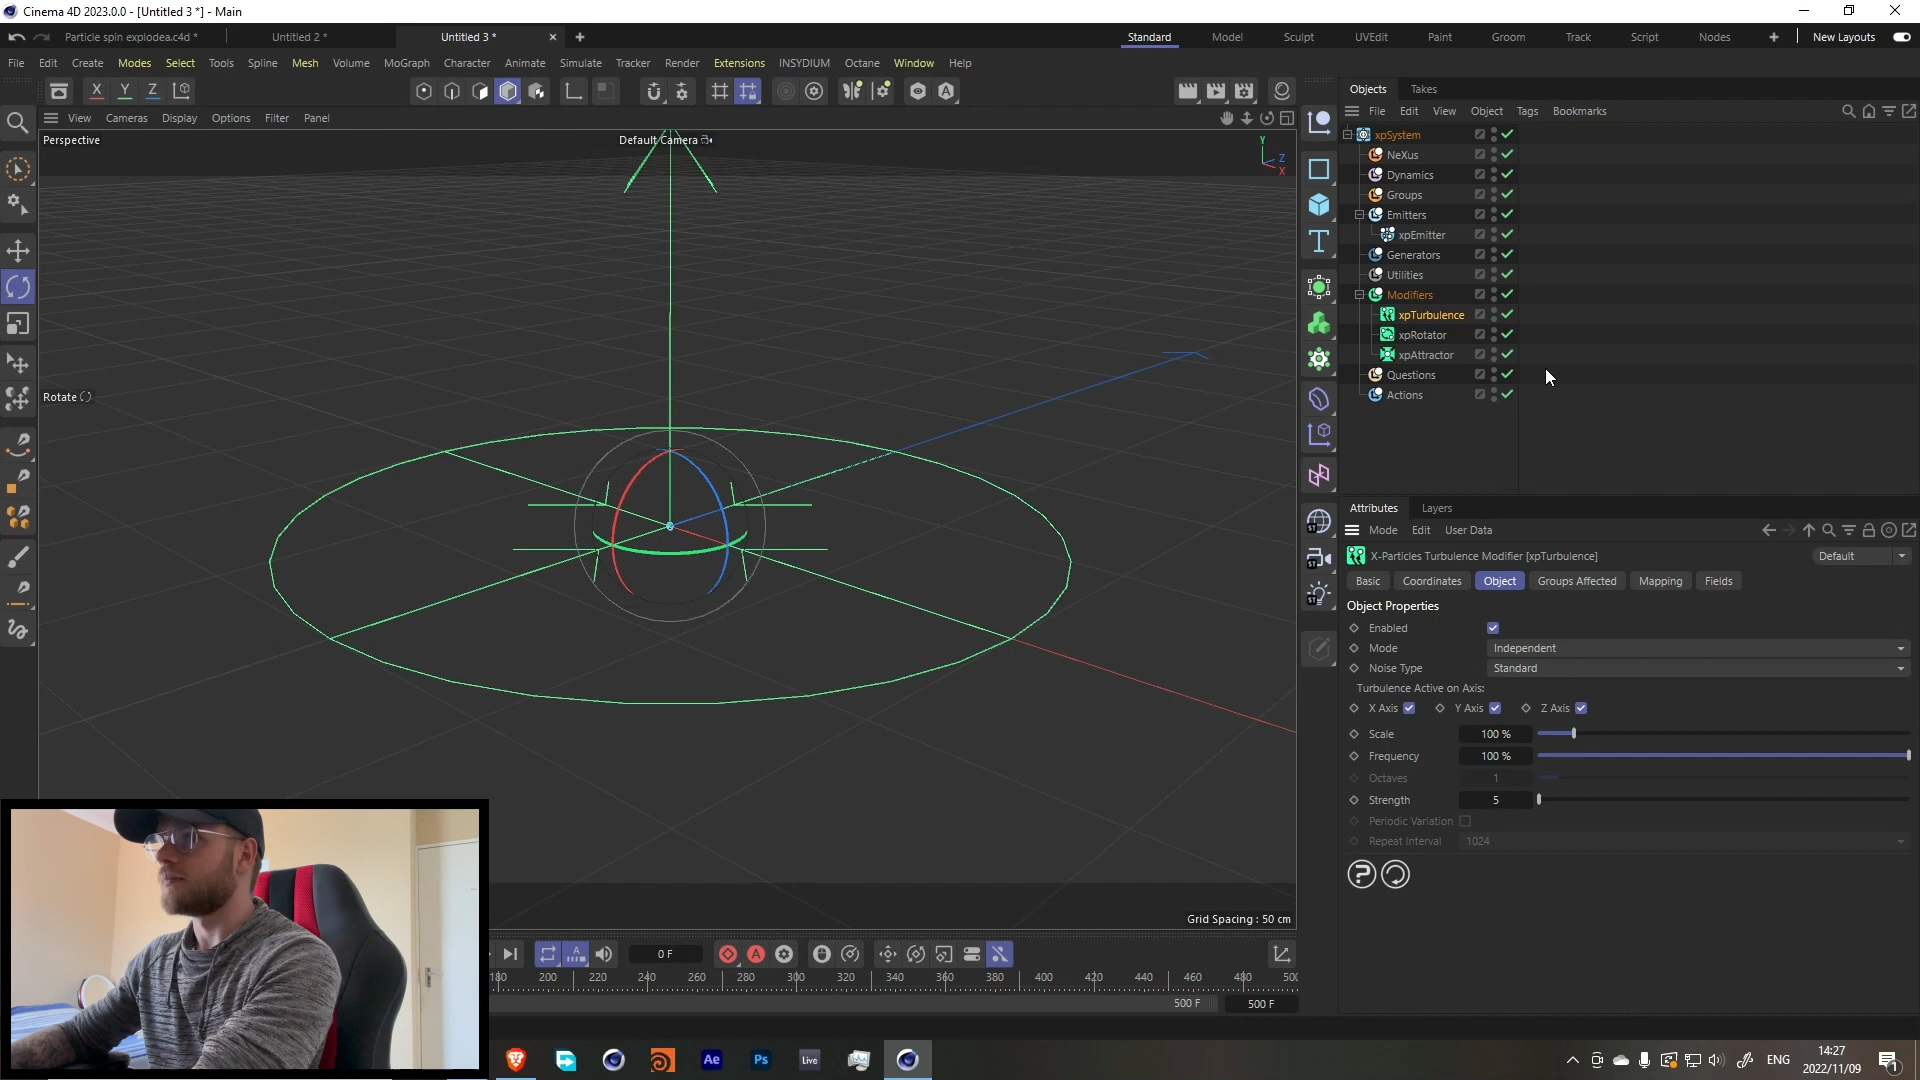 Cinema 4D 2023.0.0 - [Untitled 3 *] - Main
Particle spin explodea.c4d *
Untitled 2 *
Untitled 3 *
Standard
Model
Sculpt
UVEdit
Paint
Groom
Track
Script
Nodes
New Layouts
File Edit Create Modes Select Tools Spline Mesh Volume MoGraph Character Animate Simulate Tracker Render Extensions INSYDIUM Octane Window Help
X Y Z
View Cameras Display Options Filter Panel
Perspective
Default Camera
Y
Z
X
Rotate
Grid Spacing : 50 cm
Objects Takes
File Edit View Object Tags Bookmarks
xpSystem
NeXus
Dynamics
Groups
Emitters
xpEmitter
Generators
Utilities
Modifiers
xpTurbulence
xpRotator
xpAttractor
Questions
Actions
Attributes Layers
Mode Edit User Data
X-Particles Turbulence Modifier [xpTurbulence]
Default
Basic Coordinates Object Groups Affected Mapping Fields
Object Properties
Enabled
Mode Independent
Noise Type Standard
Turbulence Active on Axis:
X Axis Y Axis Z Axis
Scale 100 %
Frequency 100 %
Octaves 1
Strength 5
Periodic Variation
Repeat Interval 1024
0 F
180 200 220 240 260 280 300 320 340 360 380 400 420 440 460 480 500
500 F 500 F
Ae Ps Live
ENG
14:27
2022/11/09
1